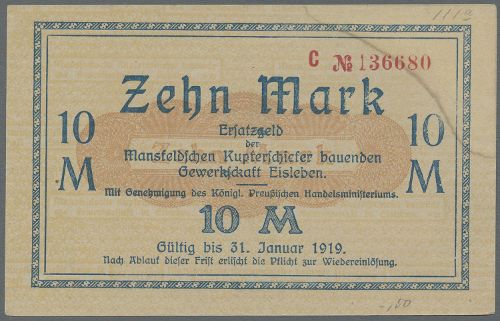 1119
C № 136680
Zehn Mark
10 M
10 M
Ersatzgeld
der
Mansfeldschen Kupferschiefer bauenden
Gewerkschaft Eisleben.
Mit Genehmigung des Königl. Preußischen Handelsministeriums.
10 M
Gültig bis 31. Januar 1919.
Nach Ablauf dieser Frist erlischt die Pflicht zur Wiedereinlösung.